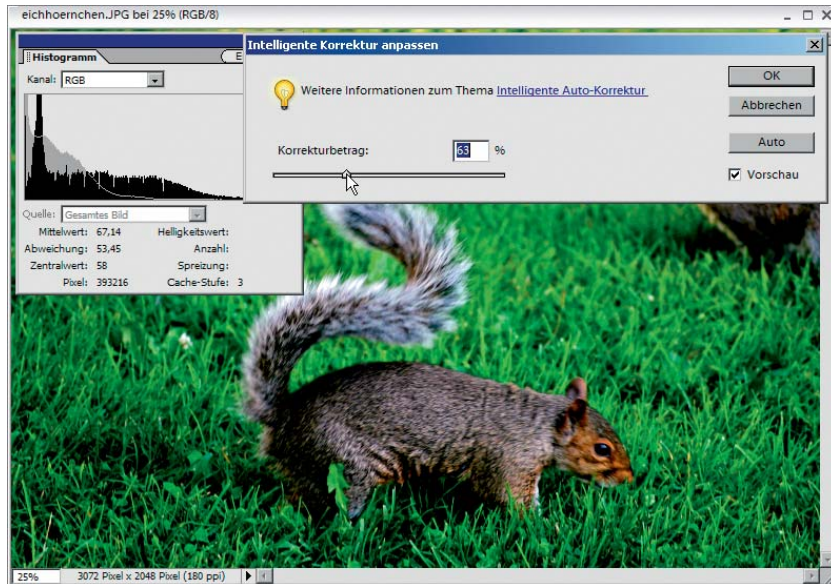 eichhoernchen.JPG bei 25% (RGB/8)
Histogramm
E
Kanal: RGB
Quelle: Gesamtes Bild
Mittelwert: 67,14 Helligkeitswert:
Abweichung: 53,45 Anzahl:
Zentralwert: 58 Spreizung:
Pixel: 393216 Cache-Stufe: 3
Intelligente Korrektur anpassen
Weitere Informationen zum Thema Intelligente Auto-Korrektur
Korrekturbetrag: 63 %
OK
Abbrechen
Auto
Vorschau
25% 3072 Pixel x 2048 Pixel (180 ppi)